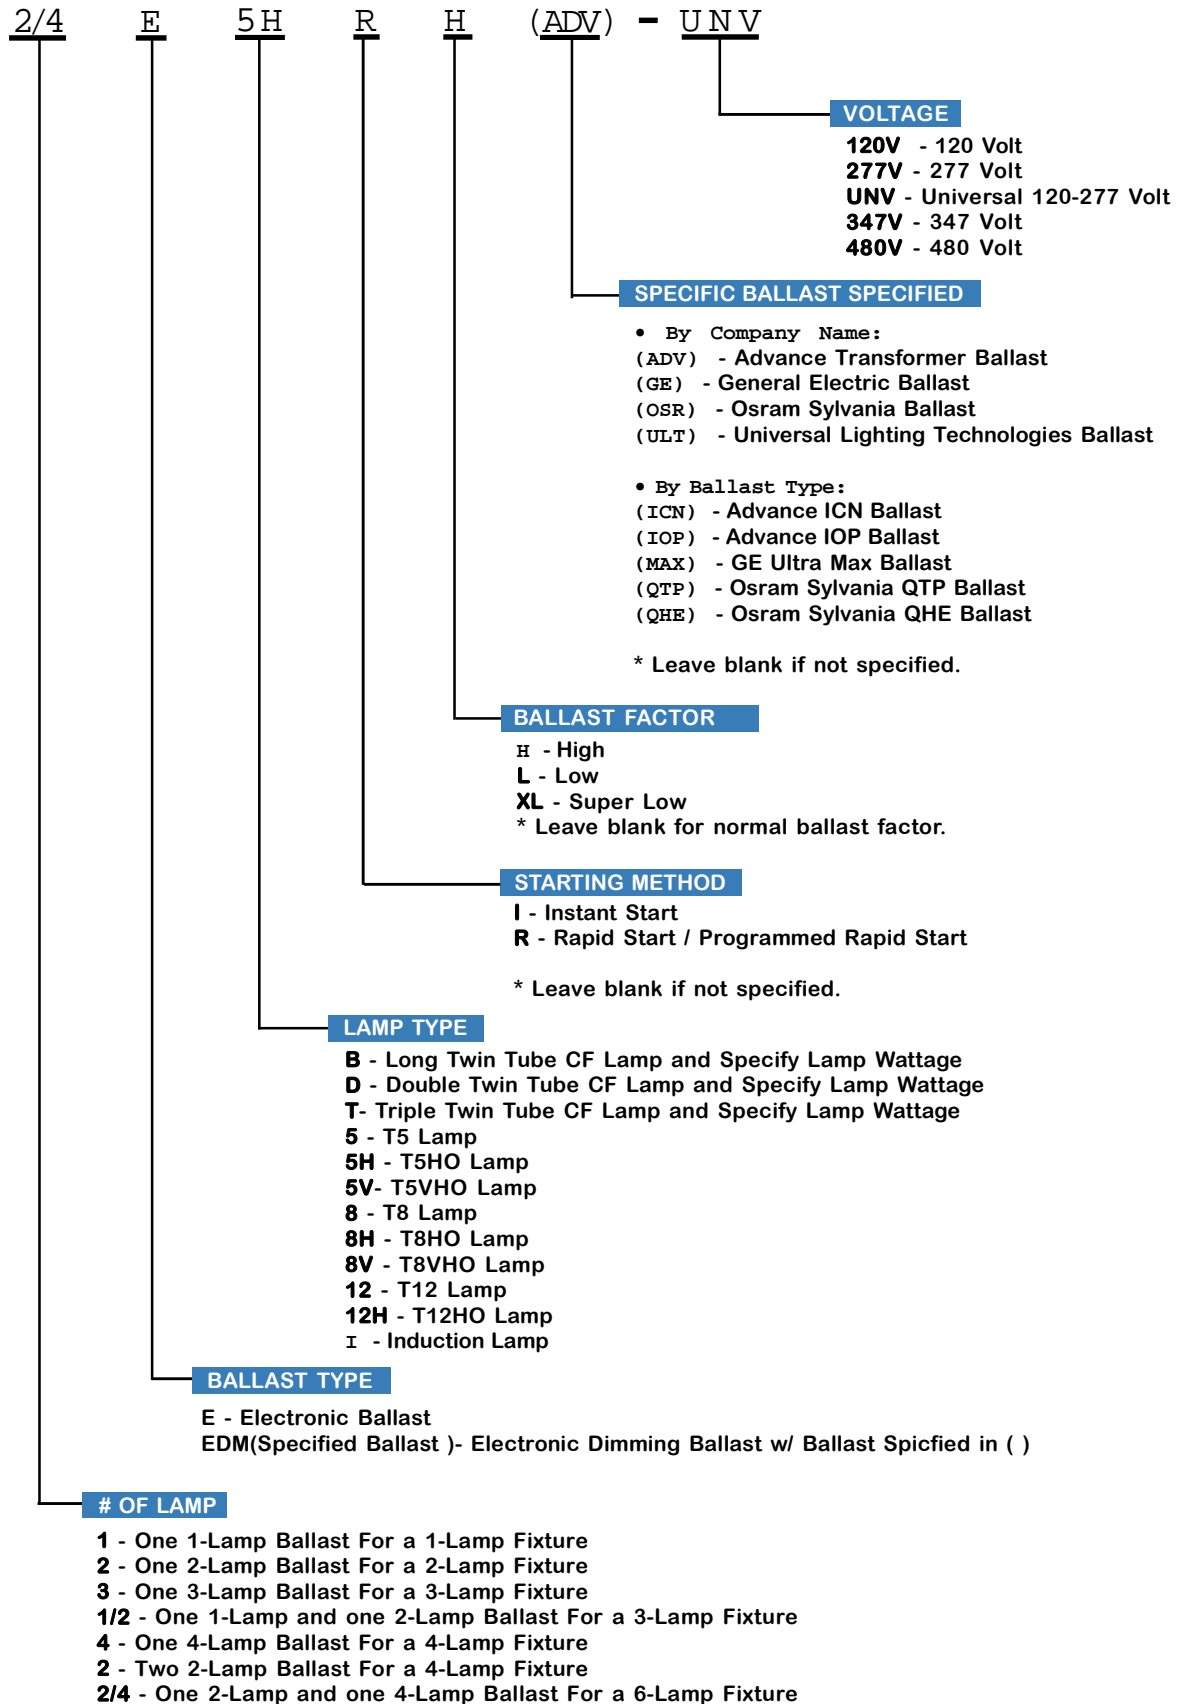 2/4 E 5H R H (ADV) - UNV
VOLTAGE
120V - 120 Volt
277V - 277 Volt
UNV - Universal 120-277 Volt
347V - 347 Volt
480V - 480 Volt
SPECIFIC BALLAST SPECIFIED
• By Company Name:
(ADV) - Advance Transformer Ballast
(GE) - General Electric Ballast
(OSR) - Osram Sylvania Ballast
(ULT) - Universal Lighting Technologies Ballast
• By Ballast Type:
(ICN) - Advance ICN Ballast
(IOP) - Advance IOP Ballast
(MAX) - GE Ultra Max Ballast
(QTP) - Osram Sylvania QTP Ballast
(QHE) - Osram Sylvania QHE Ballast
* Leave blank if not specified.
BALLAST FACTOR
H - High
L - Low
XL - Super Low
* Leave blank for normal ballast factor.
STARTING METHOD
I - Instant Start
R - Rapid Start / Programmed Rapid Start
* Leave blank if not specified.
LAMP TYPE
B - Long Twin Tube CF Lamp and Specify Lamp Wattage
D - Double Twin Tube CF Lamp and Specify Lamp Wattage
T- Triple Twin Tube CF Lamp and Specify Lamp Wattage
5 - T5 Lamp
5H - T5HO Lamp
5V- T5VHO Lamp
8 - T8 Lamp
8H - T8HO Lamp
8V - T8VHO Lamp
12 - T12 Lamp
12H - T12HO Lamp
I - Induction Lamp
BALLAST TYPE
E - Electronic Ballast
EDM(Specified Ballast )- Electronic Dimming Ballast w/ Ballast Spicfied in ( )
# OF LAMP
1 - One 1-Lamp Ballast For a 1-Lamp Fixture
2 - One 2-Lamp Ballast For a 2-Lamp Fixture
3 - One 3-Lamp Ballast For a 3-Lamp Fixture
1/2 - One 1-Lamp and one 2-Lamp Ballast For a 3-Lamp Fixture
4 - One 4-Lamp Ballast For a 4-Lamp Fixture
2 - Two 2-Lamp Ballast For a 4-Lamp Fixture
2/4 - One 2-Lamp and one 4-Lamp Ballast For a 6-Lamp Fixture